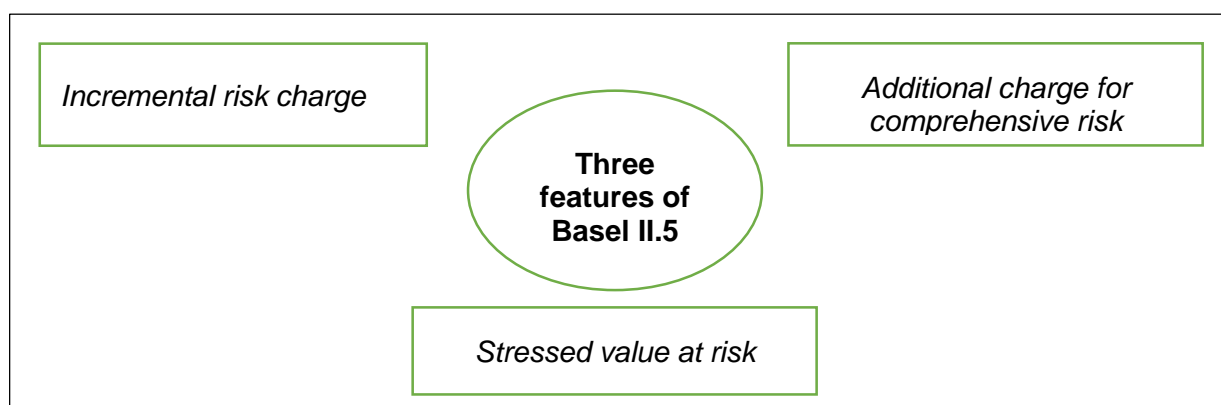 Incremental risk charge
Additional charge for
comprehensive risk
Three
features of
Basel II.5
Stressed value at risk